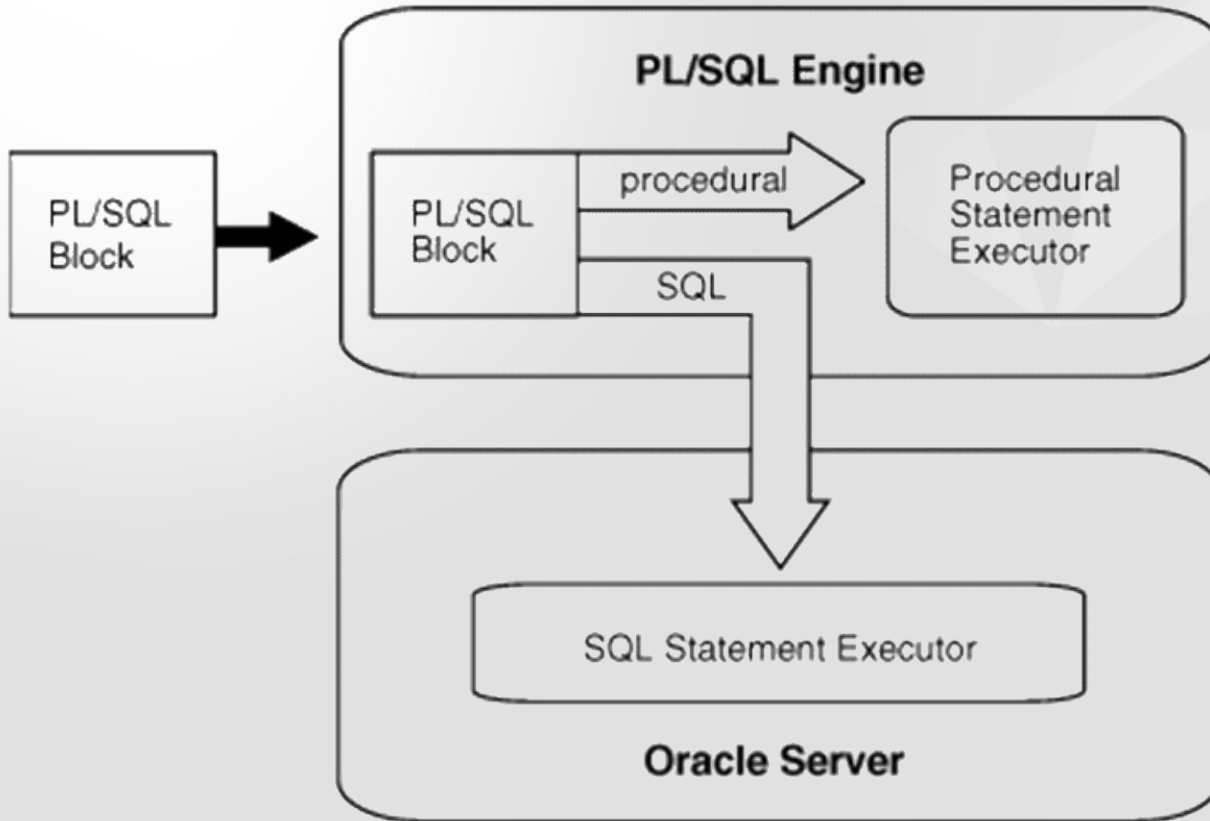 PL/SQL Engine
PL/SQL
Block
PL/SQL
Block
procedural
SQL
Procedural
Statement
Executor
SQL Statement Executor
Oracle Server